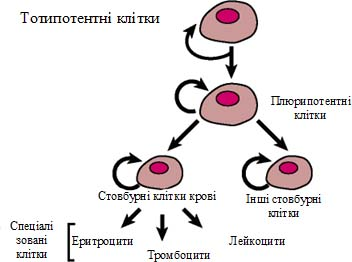 Тотипотентні клітки
Плюрипотентні
клітки
Стовбурні клітки крові
Інші стовбурні
клітки
Спеціалі
зовані
клітки
Еритроцити
Тромбоцити
Лейкоцити